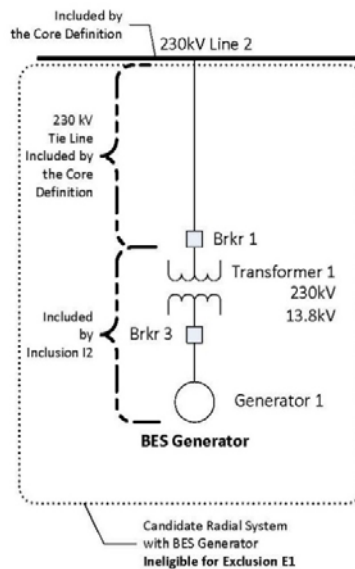 Included by
the Core Definition
230kV Line 2
230 kV
Tie Line
Included by
the Core
Definition
Brkr 1
Transformer 1
230kV
13.8kV
Included
by
Inclusion I2
Brkr 3
Generator 1
BES Generator
Candidate Radial System
with BES Generator
Ineligible for Exclusion E1